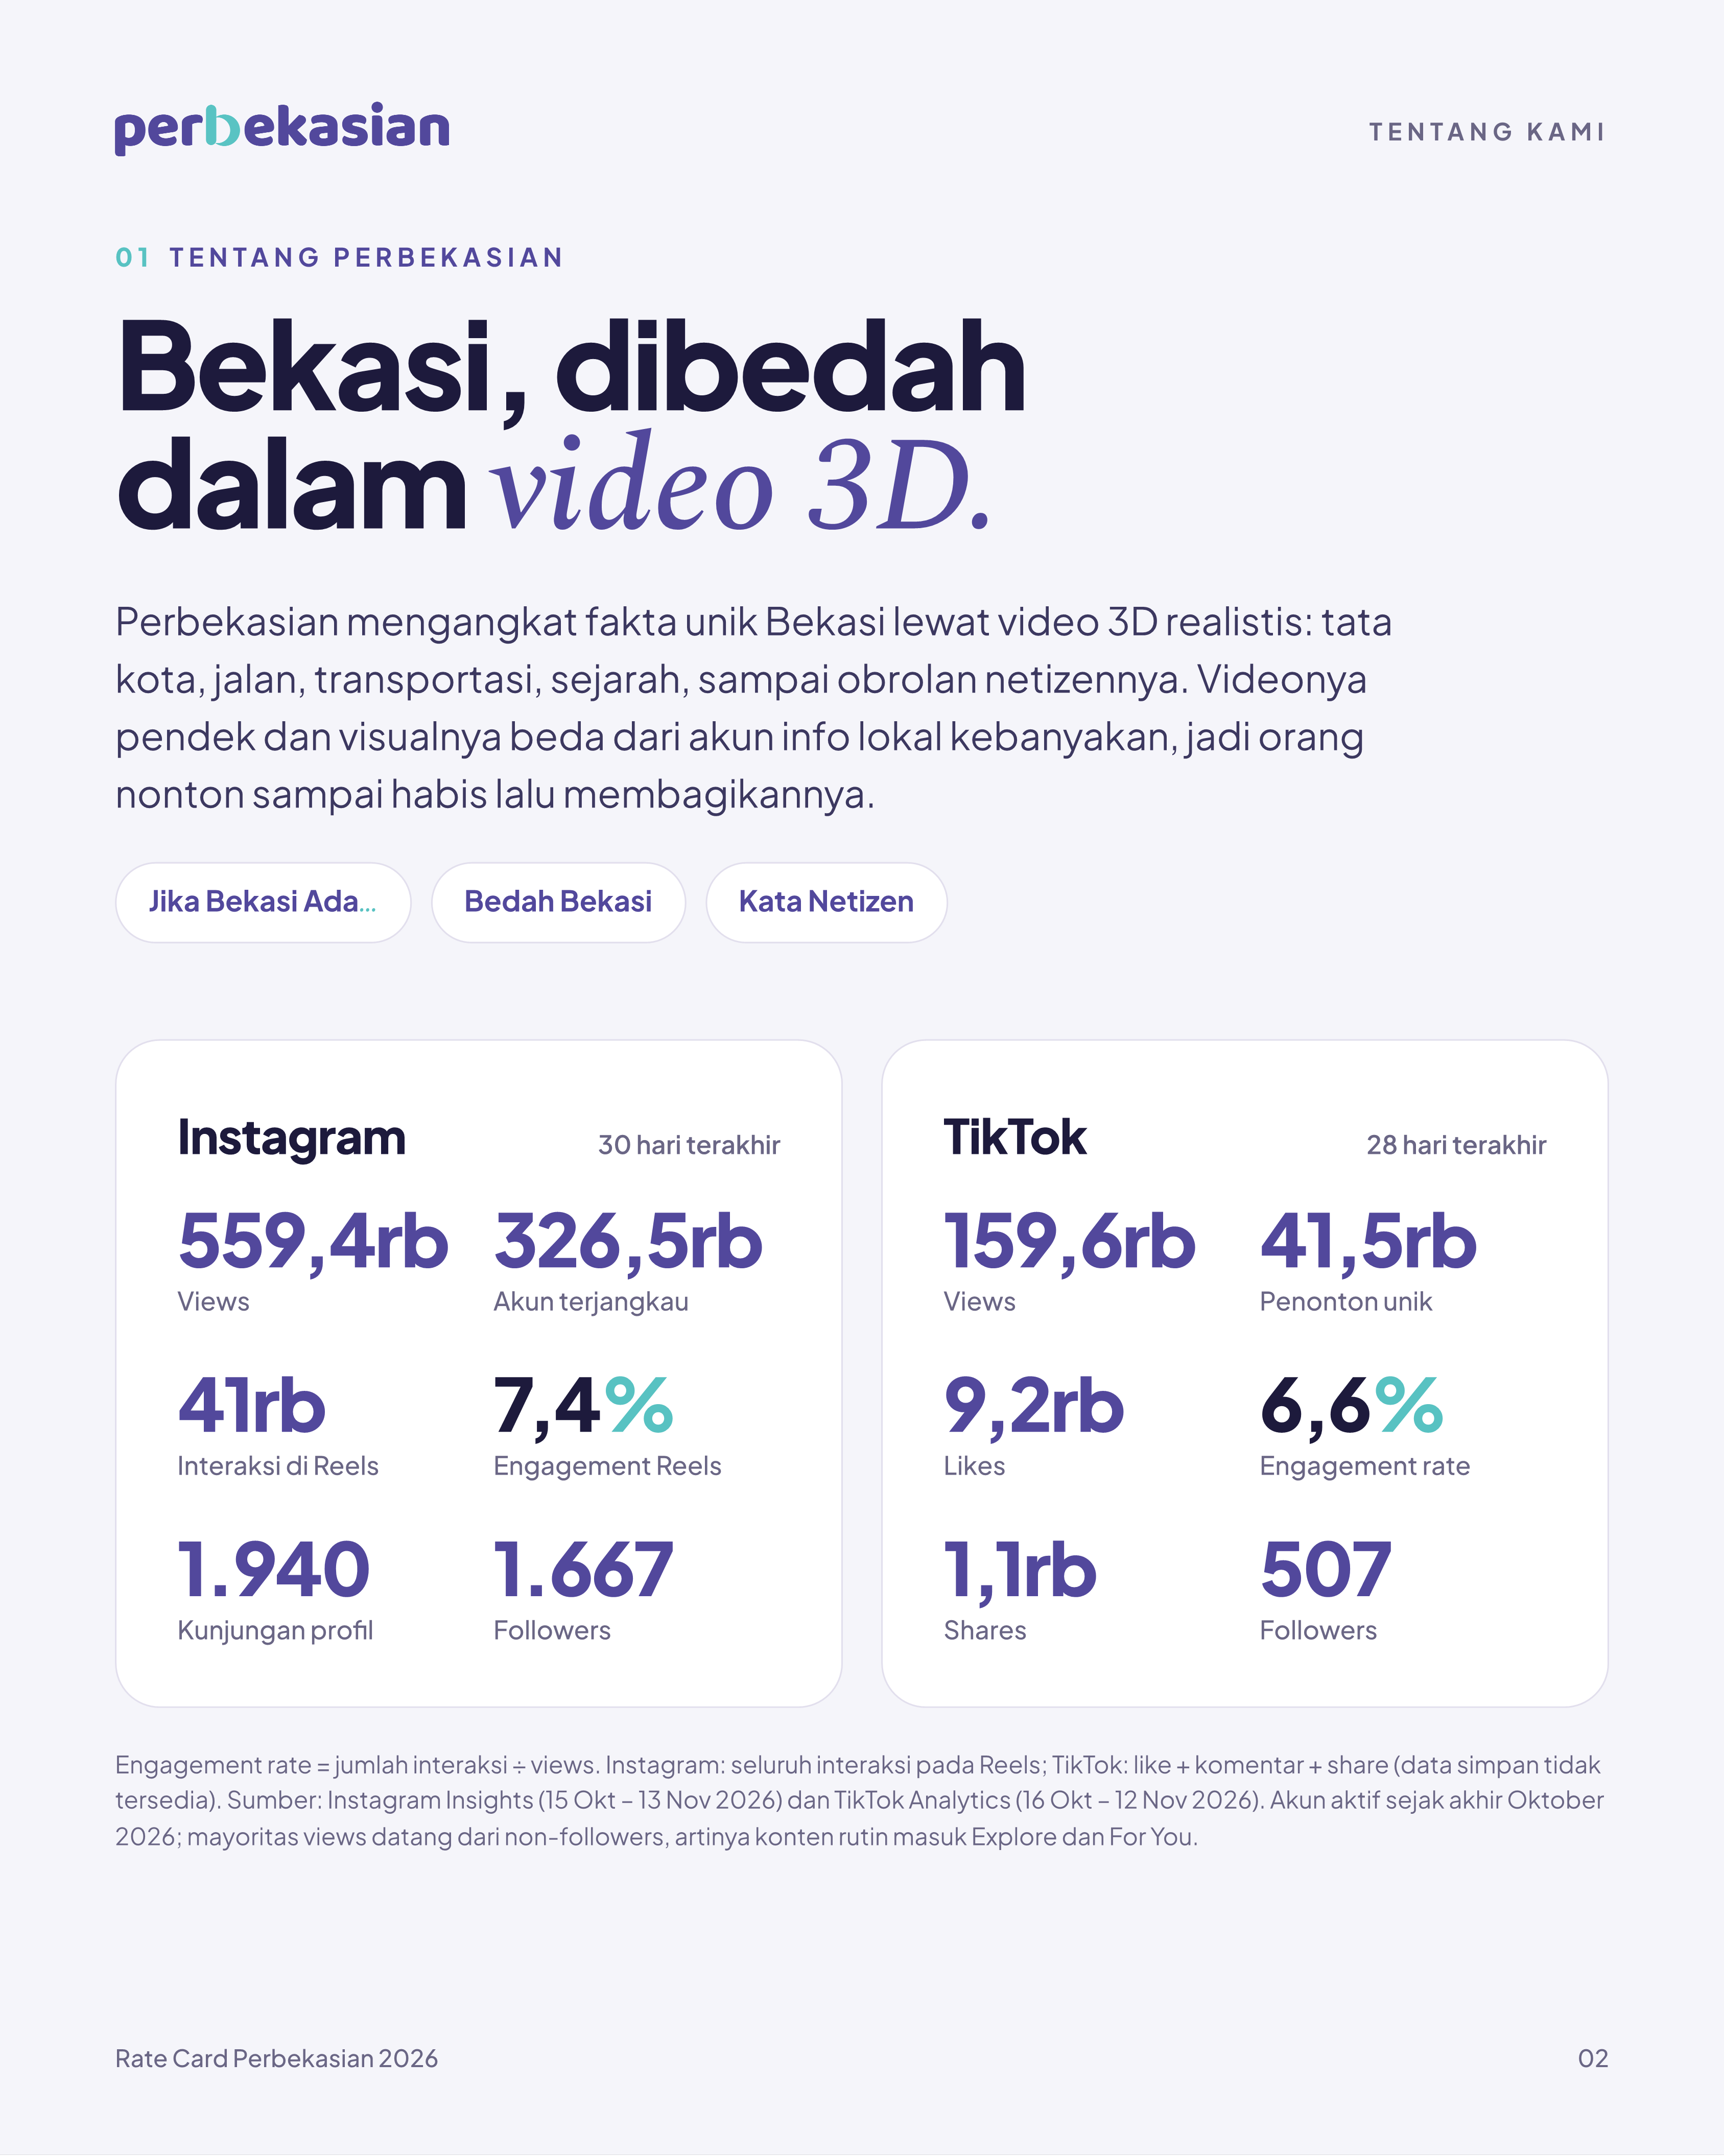 perbekasian
TENTANG KAMI
01 TENTANG PERBEKASIAN
Bekasi, dibedah
dalam video 3D.
Perbekasian mengangkat fakta unik Bekasi lewat video 3D realistis: tata
kota, jalan, transportasi, sejarah, sampai obrolan netizennya. Videonya
pendek dan visualnya beda dari akun info lokal kebanyakan, jadi orang
nonton sampai habis lalu membagikannya.
Jika Bekasi Ada...
Bedah Bekasi
Kata Netizen
Instagram
30 hari terakhir
559,4rb
Views
326,5rb
Akun terjangkau
41rb
Interaksi di Reels
7,4%
Engagement Reels
1.940
Kunjungan profil
1.667
Followers
TikTok
28 hari terakhir
159,6rb
Views
41,5rb
Penonton unik
9,2rb
Likes
6,6%
Engagement rate
1,1rb
Shares
507
Followers
Engagement rate = jumlah interaksi ÷ views. Instagram: seluruh interaksi pada Reels; TikTok: like + komentar + share (data simpan tidak
tersedia). Sumber: Instagram Insights (15 Okt – 13 Nov 2026) dan TikTok Analytics (16 Okt – 12 Nov 2026). Akun aktif sejak akhir Oktober
2026; mayoritas views datang dari non-followers, artinya konten rutin masuk Explore dan For You.
Rate Card Perbekasian 2026
02